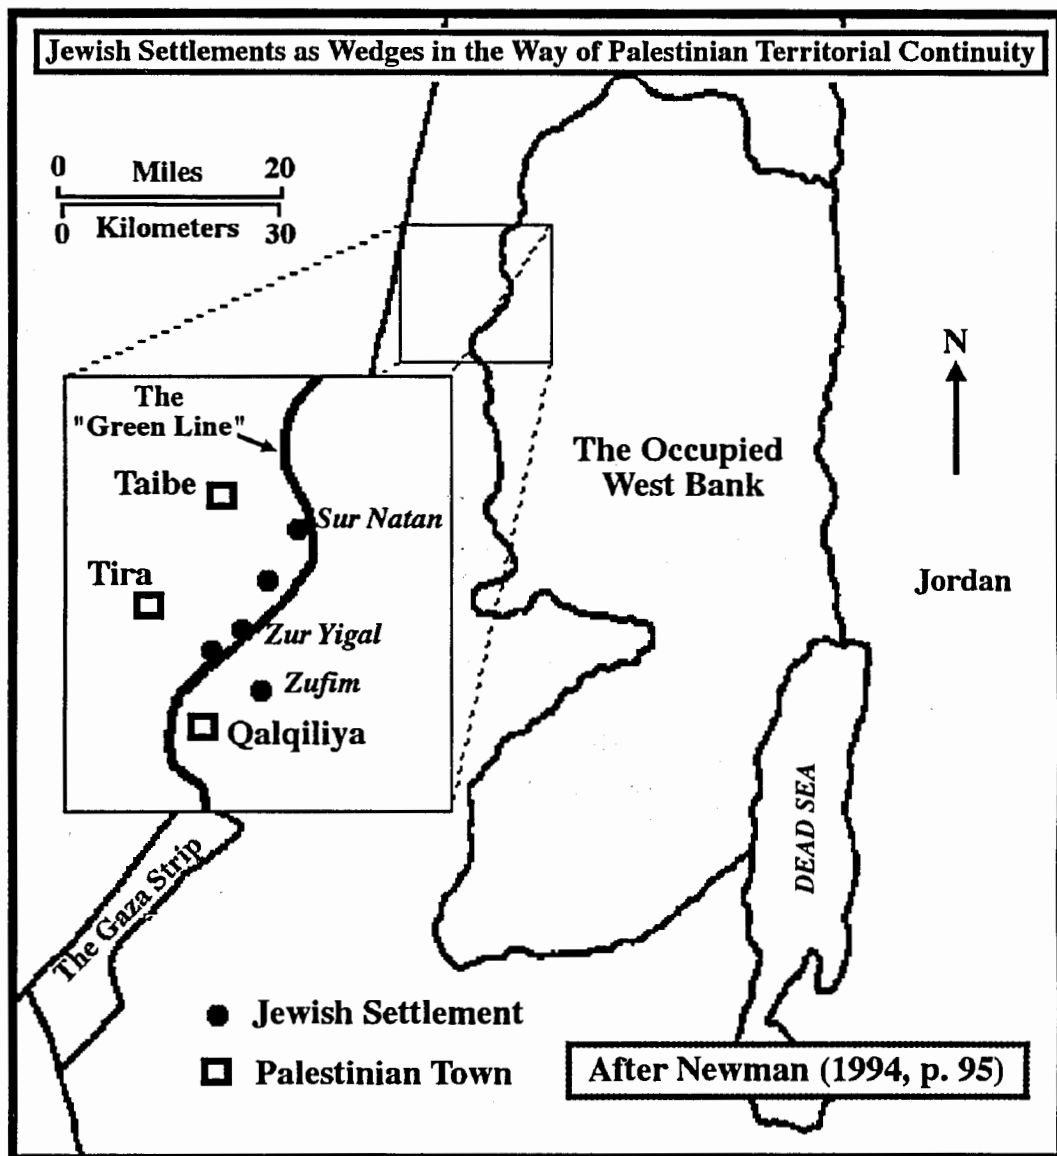 Jewish Settlements as Wedges in the Way of Palestinian Territorial Continuity
0 Miles 20
0 Kilometers 30
N
The
"Green Line"
Taibe
Sur Natan
Tira
Zur Yigal
Zufim
Qalqiliya
The Occupied
West Bank
Jordan
DEAD SEA
The Gaza Strip
Jewish Settlement
Palestinian Town
After Newman (1994, p. 95)